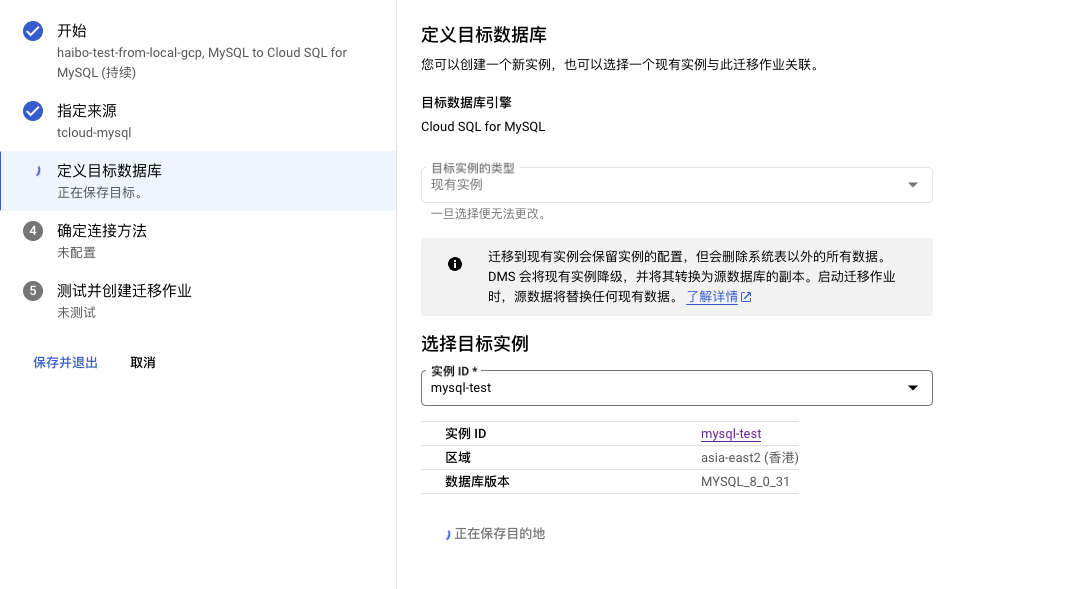 开始
haibo-test-from-local-gcp, MySQL to Cloud SQL for
MySQL (持续)
指定来源
tcloud-mysql
定义目标数据库
正在保存目标。
4 确定连接方法
未配置
5 测试并创建迁移作业
未测试
保存并退出 取消
定义目标数据库
您可以创建一个新实例，也可以选择一个现有实例与此迁移作业关联。
目标数据库引擎
Cloud SQL for MySQL
目标实例的类型
现有实例
一旦选择便无法更改。
迁移到现有实例会保留实例的配置，但会删除系统表以外的所有数据。
DMS 会将现有实例降级，并将其转换为源数据库的副本。启动迁移作业
时，源数据将替换任何现有数据。 了解详情
选择目标实例
实例 ID *
mysql-test
实例 ID mysql-test
区域 asia-east2 (香港)
数据库版本 MYSQL_8_0_31
正在保存目的地